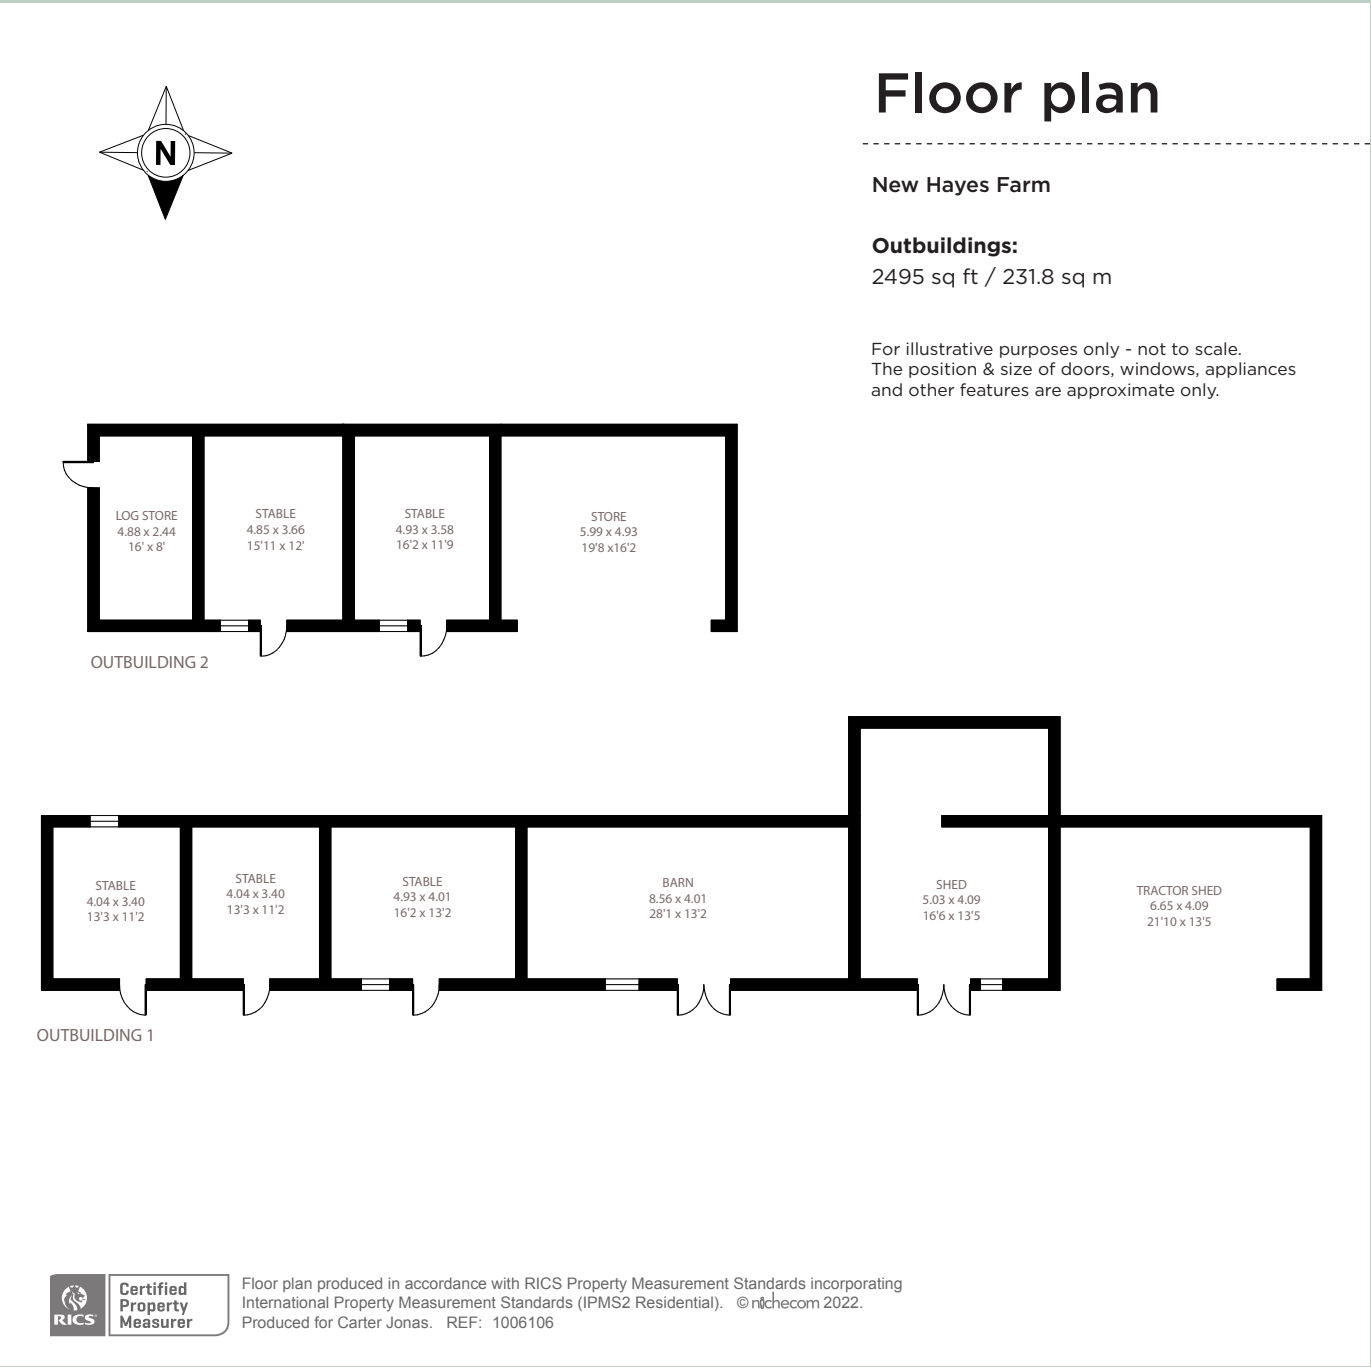 N
Floor plan
New Hayes Farm
Outbuildings:
2495 sq ft / 231.8 sq m
For illustrative purposes only - not to scale.
The position & size of doors, windows, appliances
and other features are approximate only.
LOG STORE
4.88 x 2.44
16' x 8'
STABLE
4.85 x 3.66
15'11 x 12'
STABLE
4.93 x 3.58
16'2 x 11'9
STORE
5.99 x 4.93
19'8 x16'2
OUTBUILDING 2
STABLE
4.04 x 3.40
13'3 x 11'2
STABLE
4.04 x 3.40
13'3 x 11'2
STABLE
4.93 x 4.01
16'2 x 13'2
BARN
8.56 x 4.01
28'1 x 13'2
SHED
5.03 x 4.09
16'6 x 13'5
TRACTOR SHED
6.65 x 4.09
21'10 x 13'5
OUTBUILDING 1
RICS
Certified
Property
Measurer
Floor plan produced in accordance with RICS Property Measurement Standards incorporating
International Property Measurement Standards (IPMS2 Residential). © nichecom 2022.
Produced for Carter Jonas. REF: 1006106